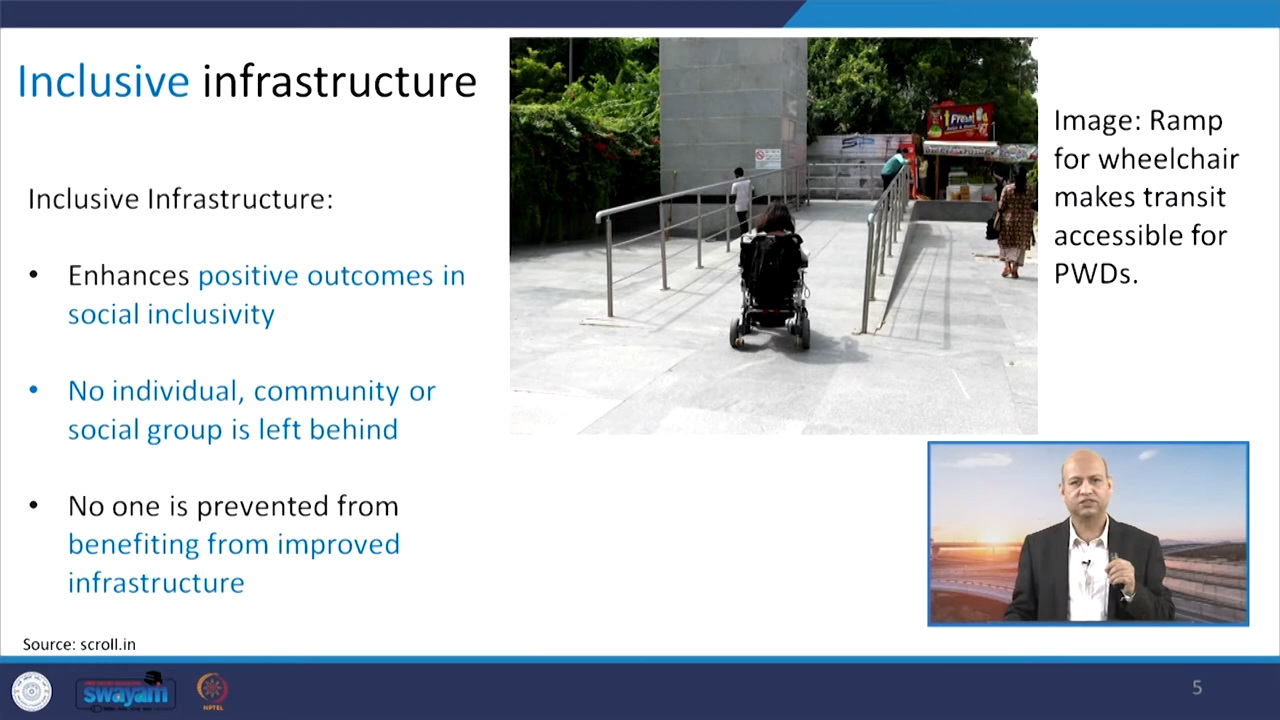 Inclusive infrastructure
Inclusive Infrastructure:
• Enhances positive outcomes in
social inclusivity
• No individual, community or
social group is left behind
• No one is prevented from
benefiting from improved
infrastructure
Fresh
Image: Ramp
for wheelchair
makes transit
accessible for
PWDs.
Source: scroll.in
swayam
NPTEL
5